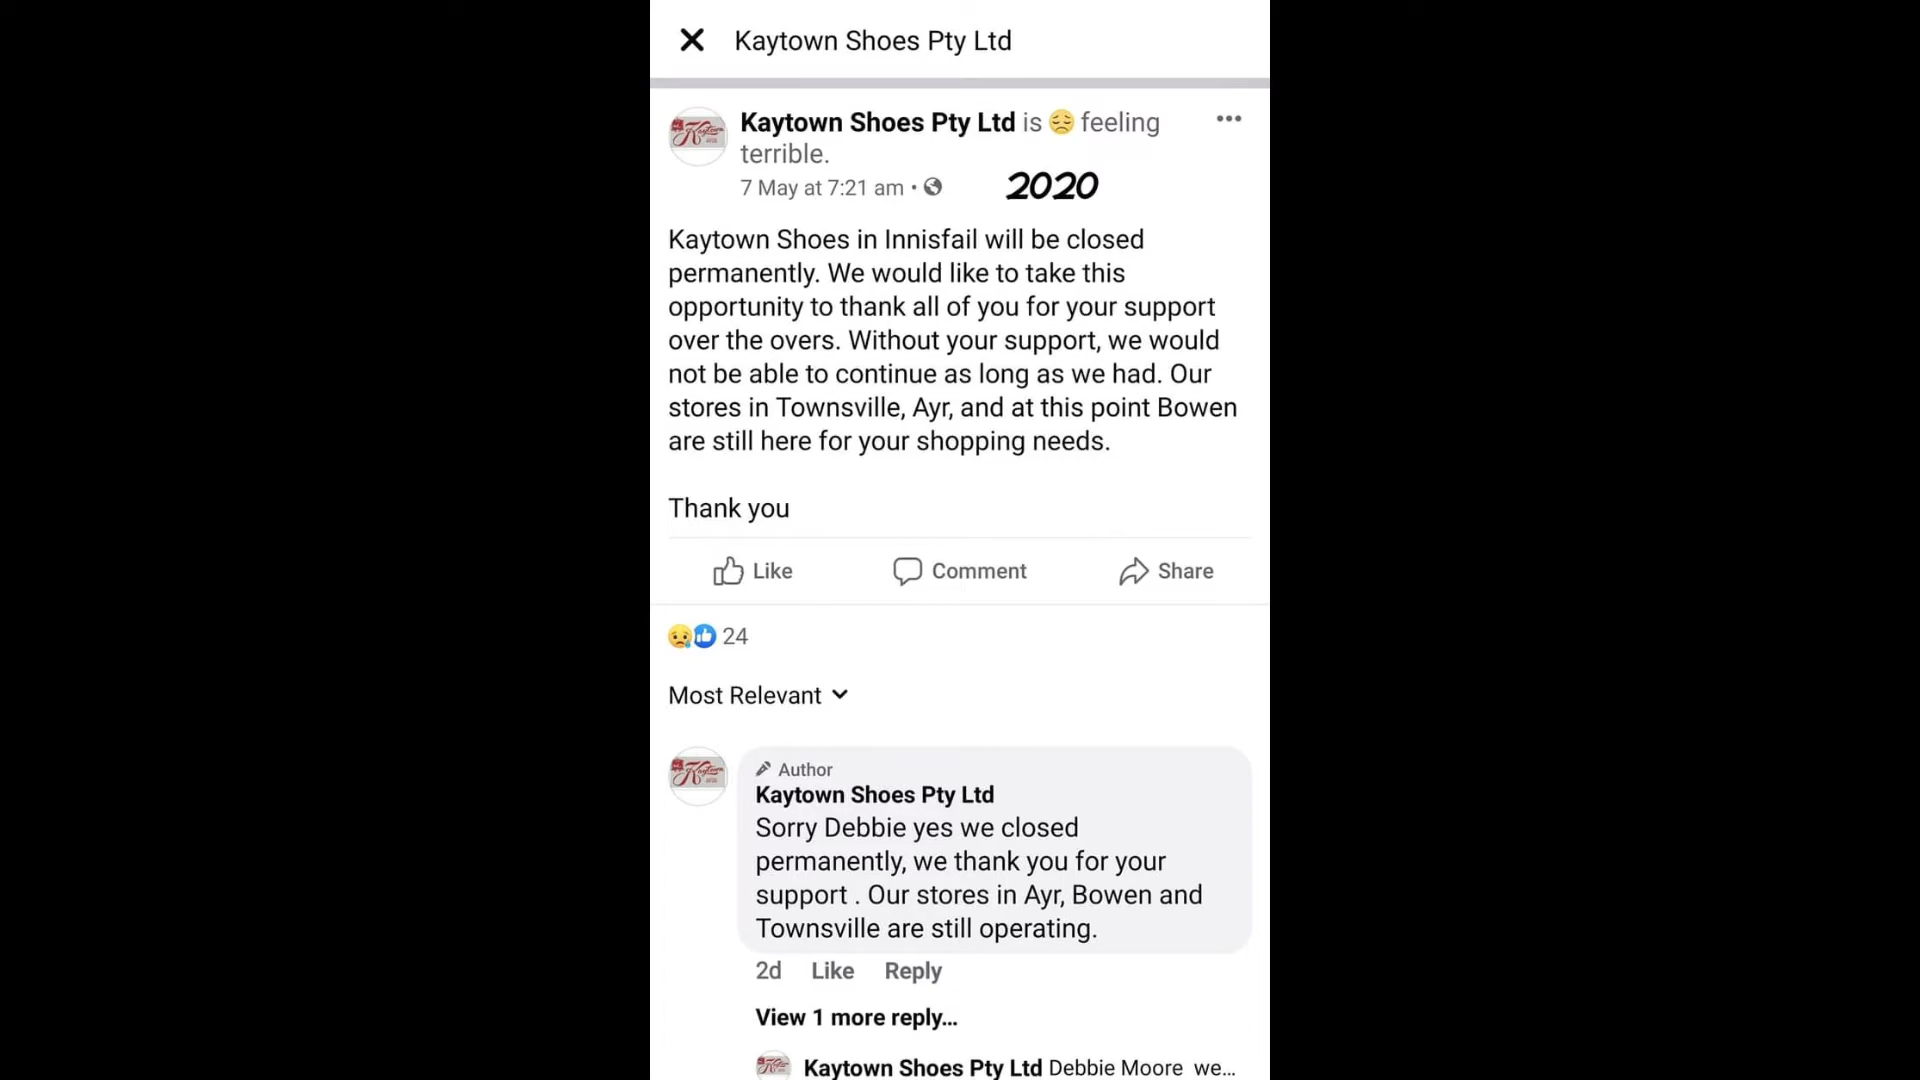 Kaytown Shoes Pty Ltd
Kaytown Shoes Pty Ltd is 😞 feeling
terrible.
7 May at 7:21 am •
2020
Kaytown Shoes in Innisfail will be closed
permanently. We would like to take this
opportunity to thank all of you for your support
over the overs. Without your support, we would
not be able to continue as long as we had. Our
stores in Townsville, Ayr, and at this point Bowen
are still here for your shopping needs.
Thank you
Like
Comment
Share
24
Most Relevant
Kaytown
Author
Kaytown Shoes Pty Ltd
Sorry Debbie yes we closed
permanently, we thank you for your
support . Our stores in Ayr, Bowen and
Townsville are still operating.
2d Like Reply
View 1 more reply...
Kaytown Shoes Pty Ltd Debbie Moore we...